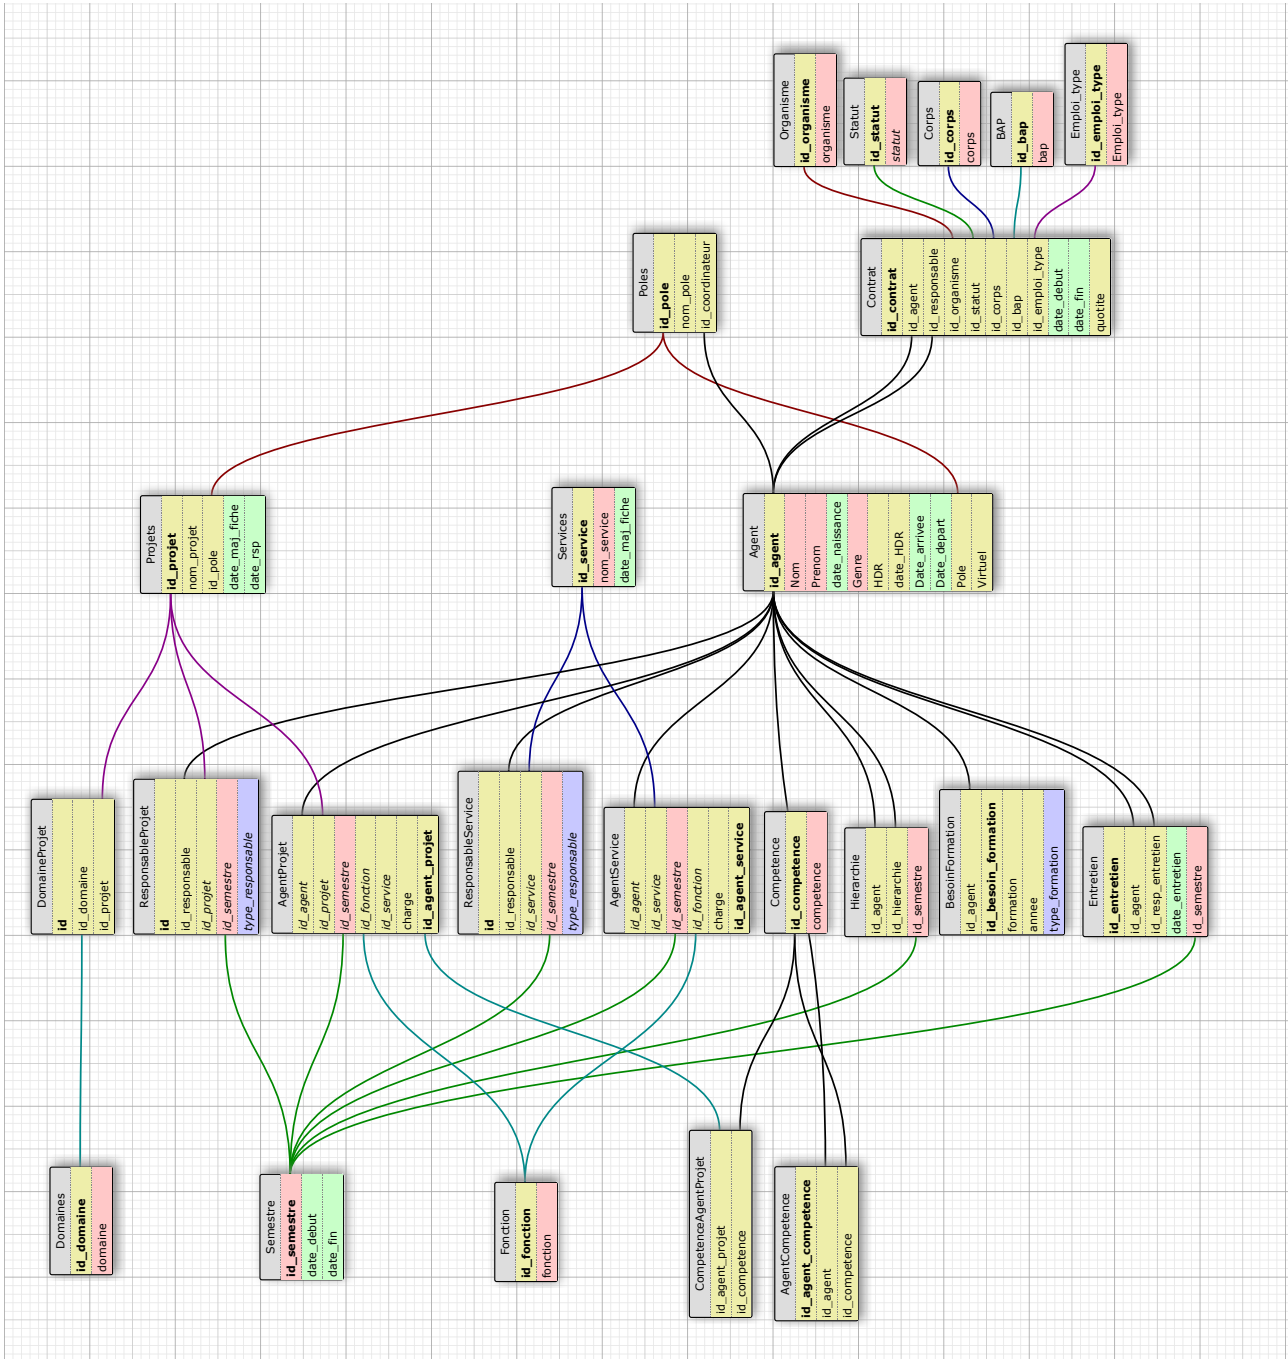 Organisme
id_organisme
organisme
Statut
id_statut
statut
Corps
id_corps
corps
BAP
id_bap
bap
Emploi_type
id_emploi_type
Emploi_type
Poles
id_pole
nom_pole
id_coordinateur
Contrat
id_contrat
id_agent
id_responsable
id_organisme
id_statut
id_corps
id_bap
id_emploi_type
date_debut
date_fin
quotite
Projets
id_projet
nom_projet
id_pole
date_maj_fiche
date_rsp
Services
id_service
nom_service
date_maj_fiche
Agent
id_agent
Nom
Prenom
date_naissance
Genre
HDR
date_HDR
Date_arrivee
Date_depart
Pole
Virtuel
DomaineProjet
id
id_domaine
id_projet
ResponsableProjet
id
id_responsable
id_projet
id_semestre
type_responsable
AgentProjet
id_agent
id_projet
id_semestre
id_fonction
id_service
charge
id_agent_projet
ResponsableService
id
id_responsable
id_service
id_semestre
type_responsable
AgentService
id_agent
id_service
id_semestre
id_fonction
charge
id_agent_service
Competence
id_competence
competence
Hierarchie
id_agent
id_hierarchie
id_semestre
BesoinFormation
id_agent
id_besoin_formation
formation
annee
type_formation
Entretien
id_entretien
id_agent
id_resp_entretien
date_entretien
id_semestre
Domaines
id_domaine
domaine
Semestre
id_semestre
date_debut
date_fin
Fonction
id_fonction
fonction
CompetenceAgentProjet
id_agent_projet
id_competence
AgentCompetence
id_agent_competence
id_agent
id_competence